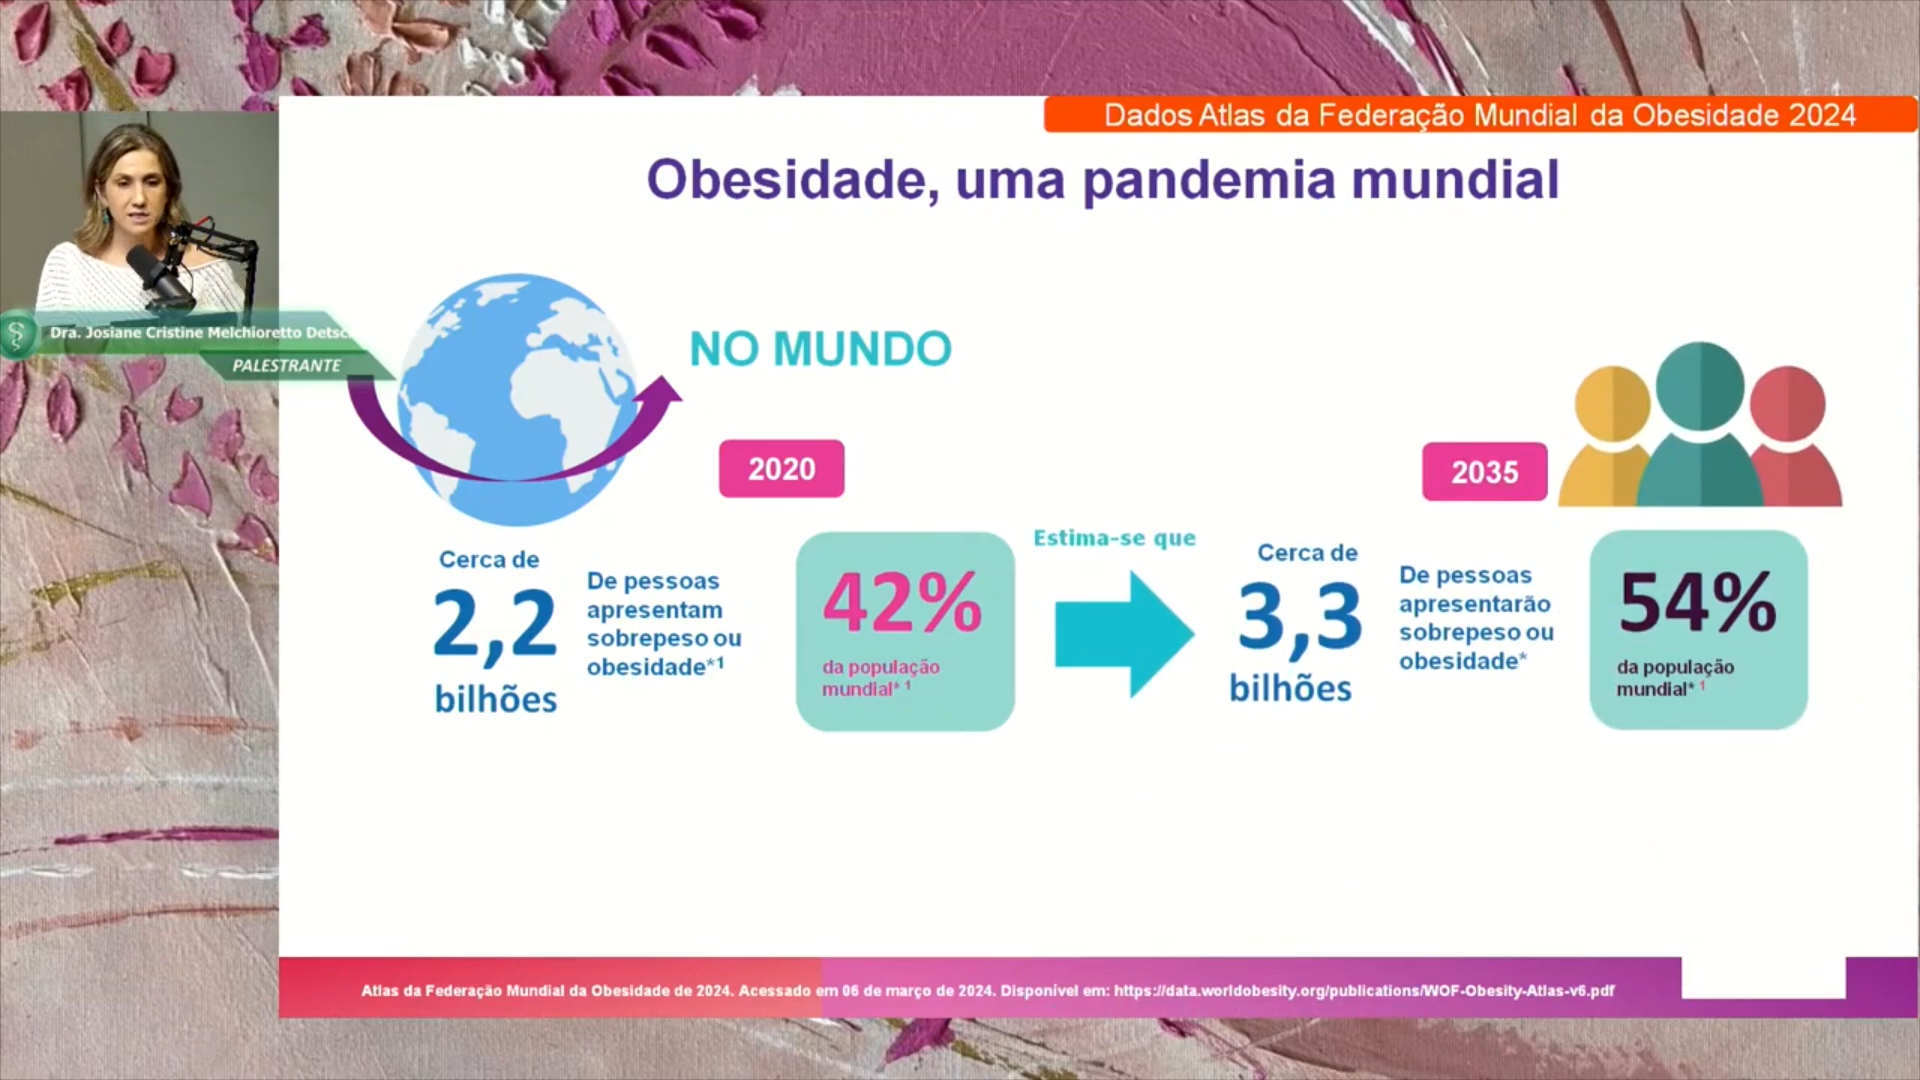 Dados Atlas da Federação Mundial da Obesidade 2024
Obesidade, uma pandemia mundial
Dra. Josiane Cristine Melchioretto
PALESTRANTE
NO MUNDO
2020
2035
Cerca de
2,2
bilhões
De pessoas
apresentam
sobrepeso ou
obesidade*1
42%
da população
mundial* 1
Estima-se que
Cerca de
3,3
bilhões
De pessoas
apresentarão
sobrepeso ou
obesidade*
54%
da população
mundial* 1
Atlas da Federação Mundial da Obesidade de 2024. Acessado em 06 de março de 2024. Disponível em: https://data.worldobesity.org/publications/WOF-Obesity-Atlas-v6.pdf